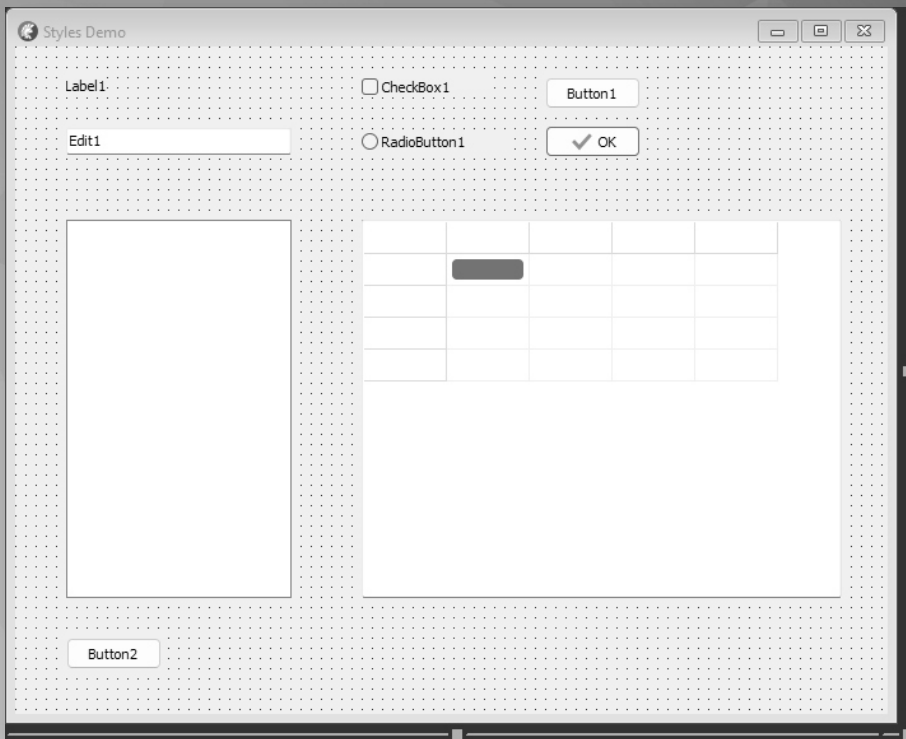 Styles Demo
Label1
CheckBox1
Button1
Edit1
RadioButton1
OK
Button2